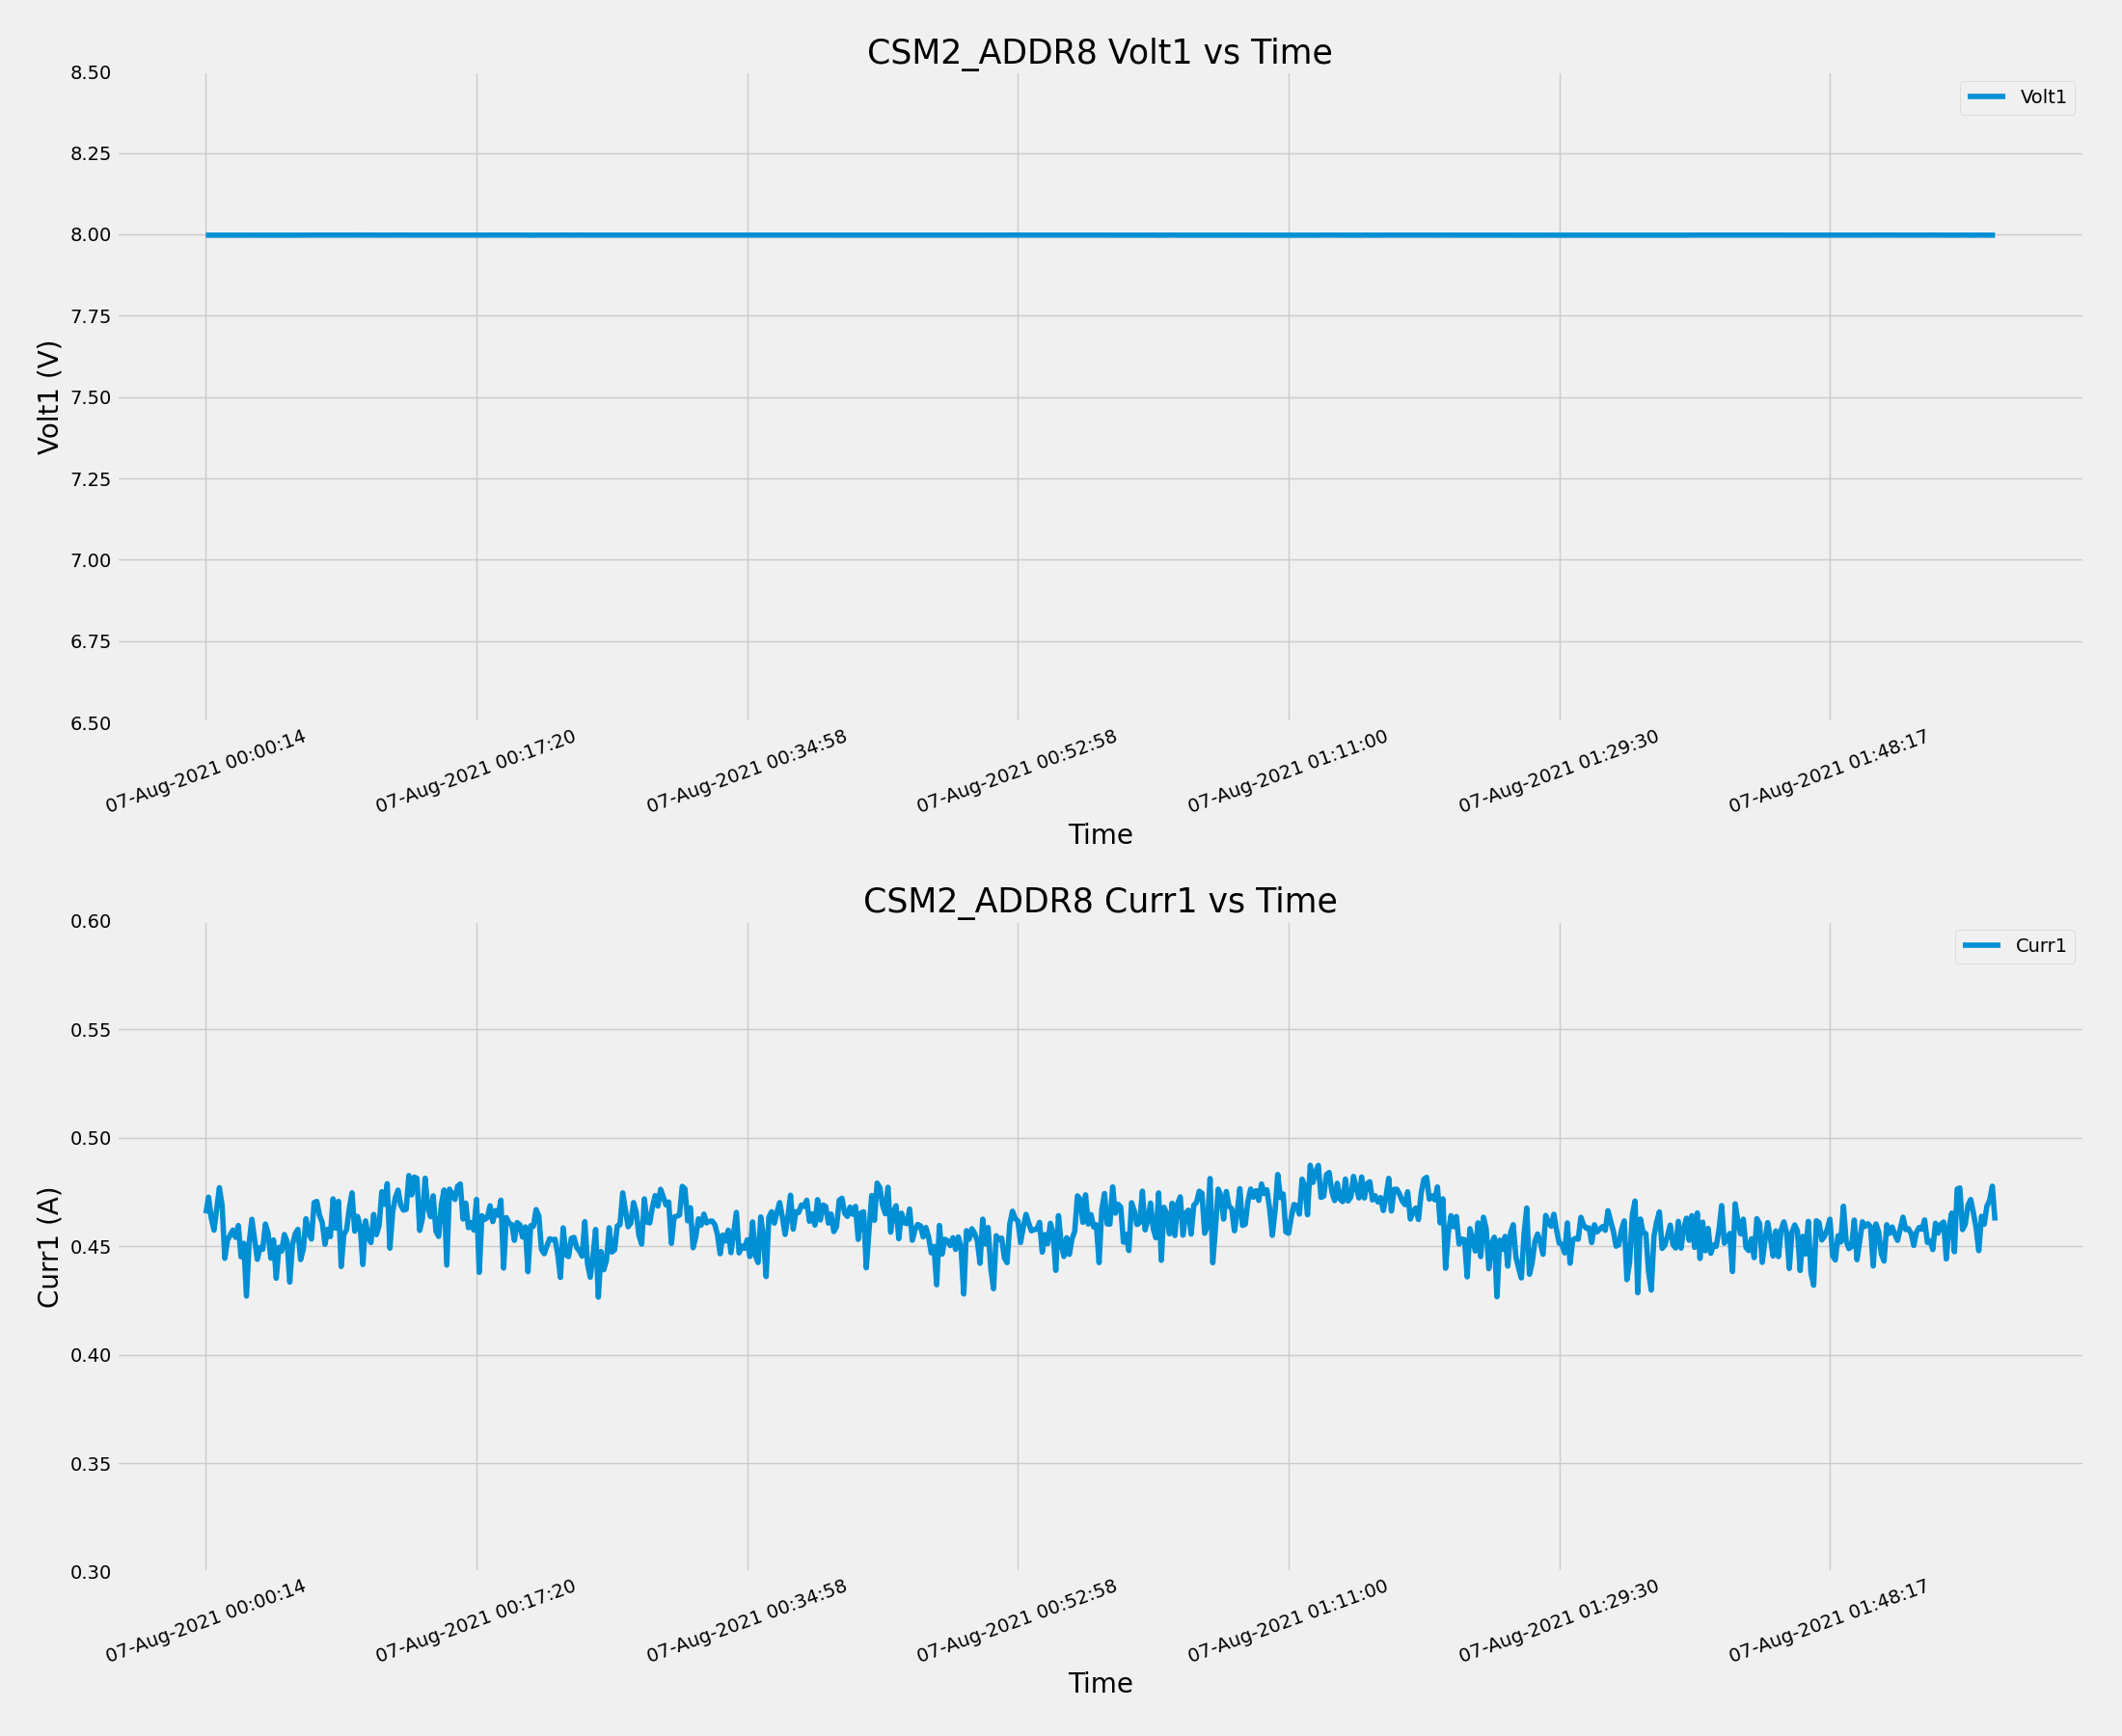 CSM2_ADDR8 Volt1 vs Time
8.50
8.25
8.00
7.75
7.50
7.25
7.00
6.75
6.50
Volt1 (V)
Volt1
07-Aug-2021 00:00:14
07-Aug-2021 00:17:20
07-Aug-2021 00:34:58
07-Aug-2021 00:52:58
07-Aug-2021 01:11:00
07-Aug-2021 01:29:30
07-Aug-2021 01:48:17
Time
CSM2_ADDR8 Curr1 vs Time
0.60
0.55
0.50
0.45
0.40
0.35
0.30
Curr1 (A)
Curr1
07-Aug-2021 00:00:14
07-Aug-2021 00:17:20
07-Aug-2021 00:34:58
07-Aug-2021 00:52:58
07-Aug-2021 01:11:00
07-Aug-2021 01:29:30
07-Aug-2021 01:48:17
Time